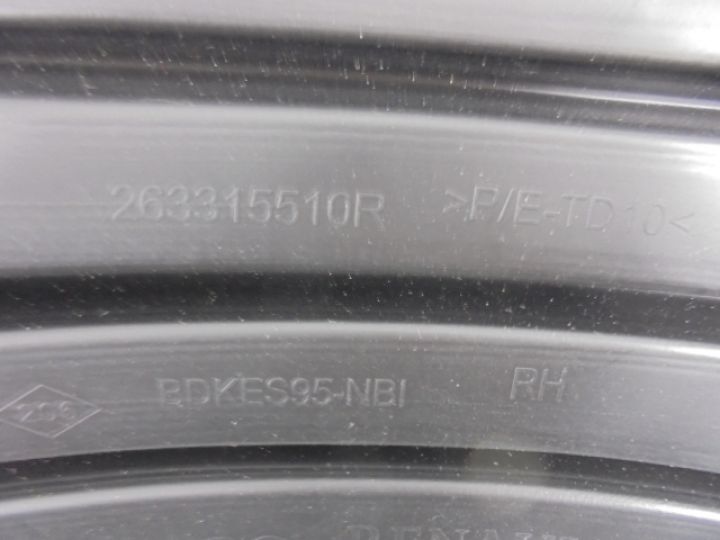 263315510R >P/E-TD10<
BDKES95-NBI RH